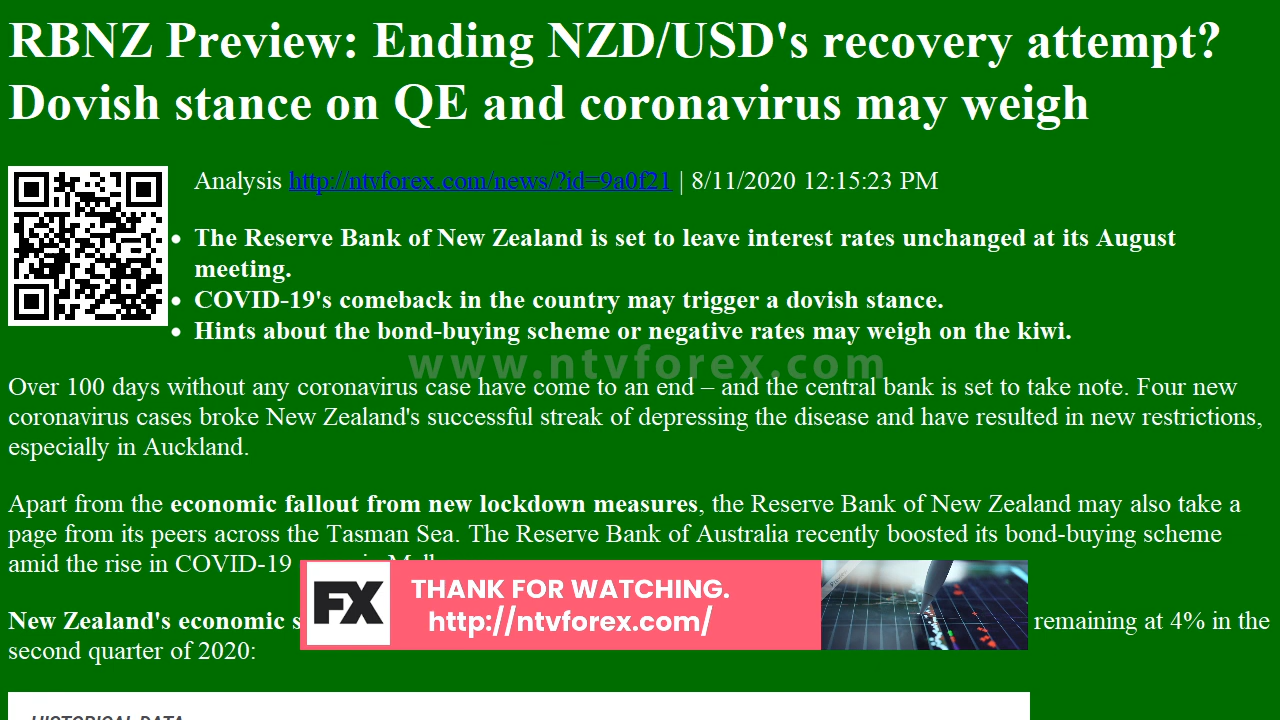 RBNZ Preview: Ending NZD/USD's recovery attempt?
Dovish stance on QE and coronavirus may weigh
Analysis http://ntvforex.com/news/?id=9a0f21 | 8/11/2020 12:15:23 PM
The Reserve Bank of New Zealand is set to leave interest rates unchanged at its August
meeting.
COVID-19's comeback in the country may trigger a dovish stance.
Hints about the bond-buying scheme or negative rates may weigh on the kiwi.
www.ntvforex.com
Over 100 days without any coronavirus case have come to an end – and the central bank is set to take note. Four new
coronavirus cases broke New Zealand's successful streak of depressing the disease and have resulted in new restrictions,
especially in Auckland.
Apart from the economic fallout from new lockdown measures, the Reserve Bank of New Zealand may also take a
page from its peers across the Tasman Sea. The Reserve Bank of Australia recently boosted its bond-buying scheme
amid the rise in COVID-19
FX
THANK FOR WATCHING.
http://ntvforex.com/
New Zealand's economic remaining at 4% in the
second quarter of 2020:
HISTORICAL DATA